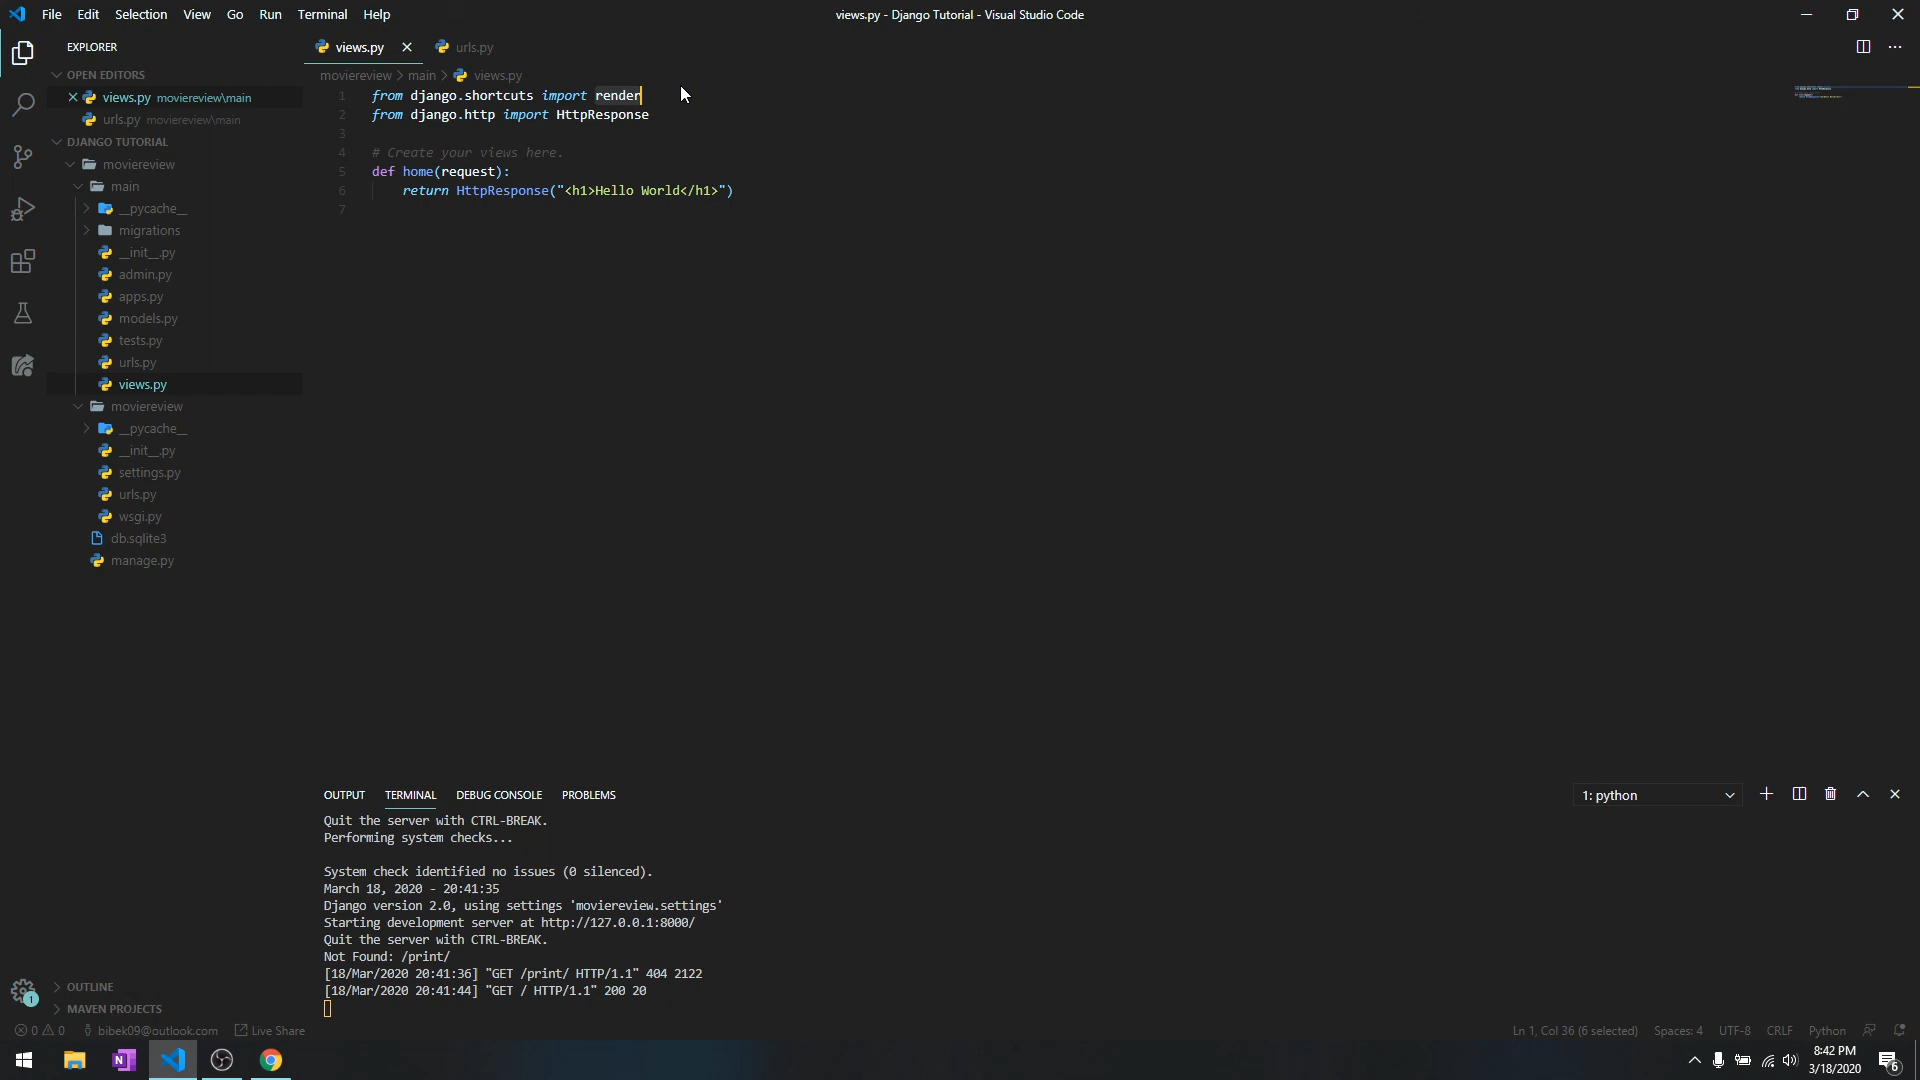 File Edit Selection View Go Run Terminal Help
views.py - Django Tutorial - Visual Studio Code
EXPLORER
OPEN EDITORS
views.py moviereview\main
urls.py moviereview\main
DJANGO TUTORIAL
moviereview
main
__pycache__
migrations
__init__.py
admin.py
apps.py
models.py
tests.py
urls.py
views.py
moviereview
__pycache__
__init__.py
settings.py
urls.py
wsgi.py
db.sqlite3
manage.py
OUTLINE
MAVEN PROJECTS
views.py urls.py
moviereview > main > views.py
1 from django.shortcuts import render
2 from django.http import HttpResponse
3
4 # Create your views here.
5 def home(request):
6 return HttpResponse("<h1>Hello World</h1>")
7
OUTPUT TERMINAL DEBUG CONSOLE PROBLEMS
1: python
Quit the server with CTRL-BREAK.
Performing system checks...
System check identified no issues (0 silenced).
March 18, 2020 - 20:41:35
Django version 2.0, using settings 'moviereview.settings'
Starting development server at http://127.0.0.1:8000/
Quit the server with CTRL-BREAK.
Not Found: /print/
[18/Mar/2020 20:41:36] "GET /print/ HTTP/1.1" 404 2122
[18/Mar/2020 20:41:44] "GET / HTTP/1.1" 200 20
1
0 0 bibek09@outlook.com Live Share
Ln 1, Col 36 (6 selected) Spaces: 4 UTF-8 CRLF Python
N
8:42 PM
3/18/2020
6